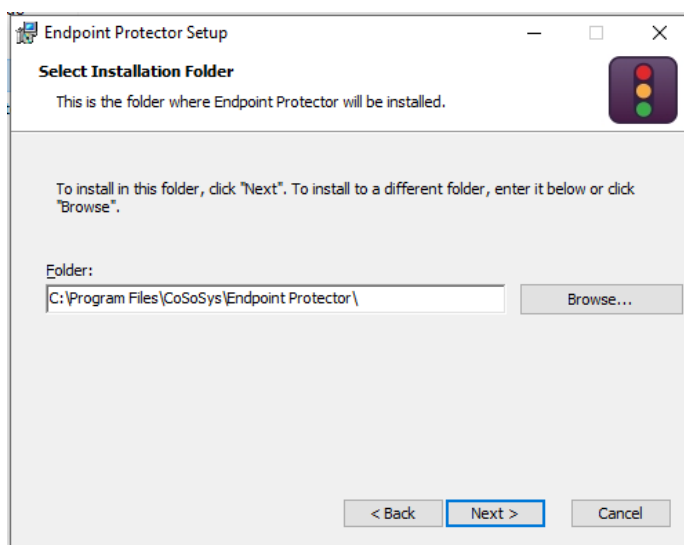 Endpoint Protector Setup
Select Installation Folder
This is the folder where Endpoint Protector will be installed.
To install in this folder, click "Next". To install to a different folder, enter it below or click
"Browse".
Folder:
C:\Program Files\CoSoSys\Endpoint Protector\
Browse...
< Back
Next >
Cancel